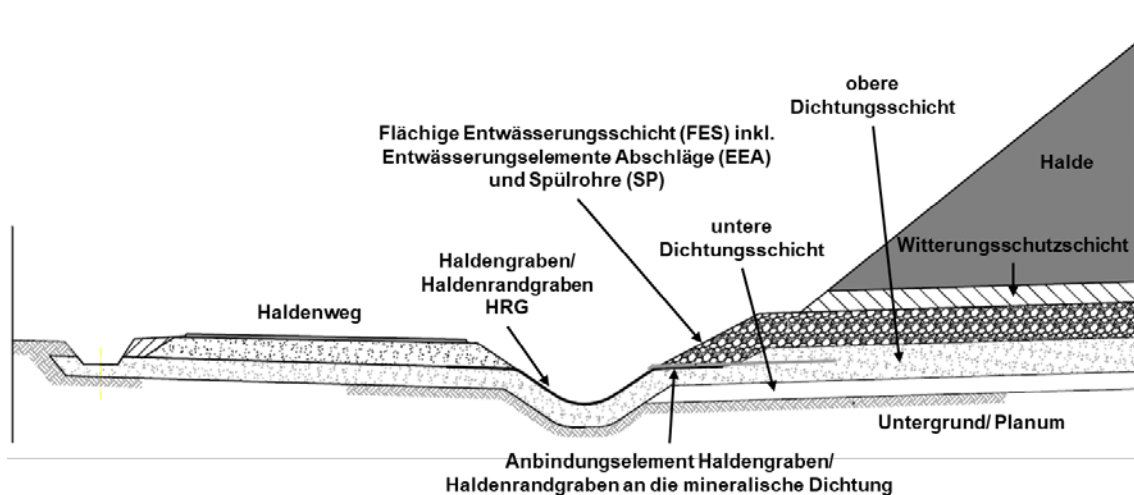 obere
Dichtungsschicht
Flächige Entwässerungsschicht (FES) inkl.
Entwässerungselemente Abschläge (EEA)
und Spülrohre (SP)
Halde
untere
Dichtungsschicht
Witterungsschutzschicht
Haldengraben/
Haldenrandgraben
HRG
Haldenweg
Untergrund/ Planum
Anbindungselement Haldengraben/
Haldenrandgraben an die mineralische Dichtung